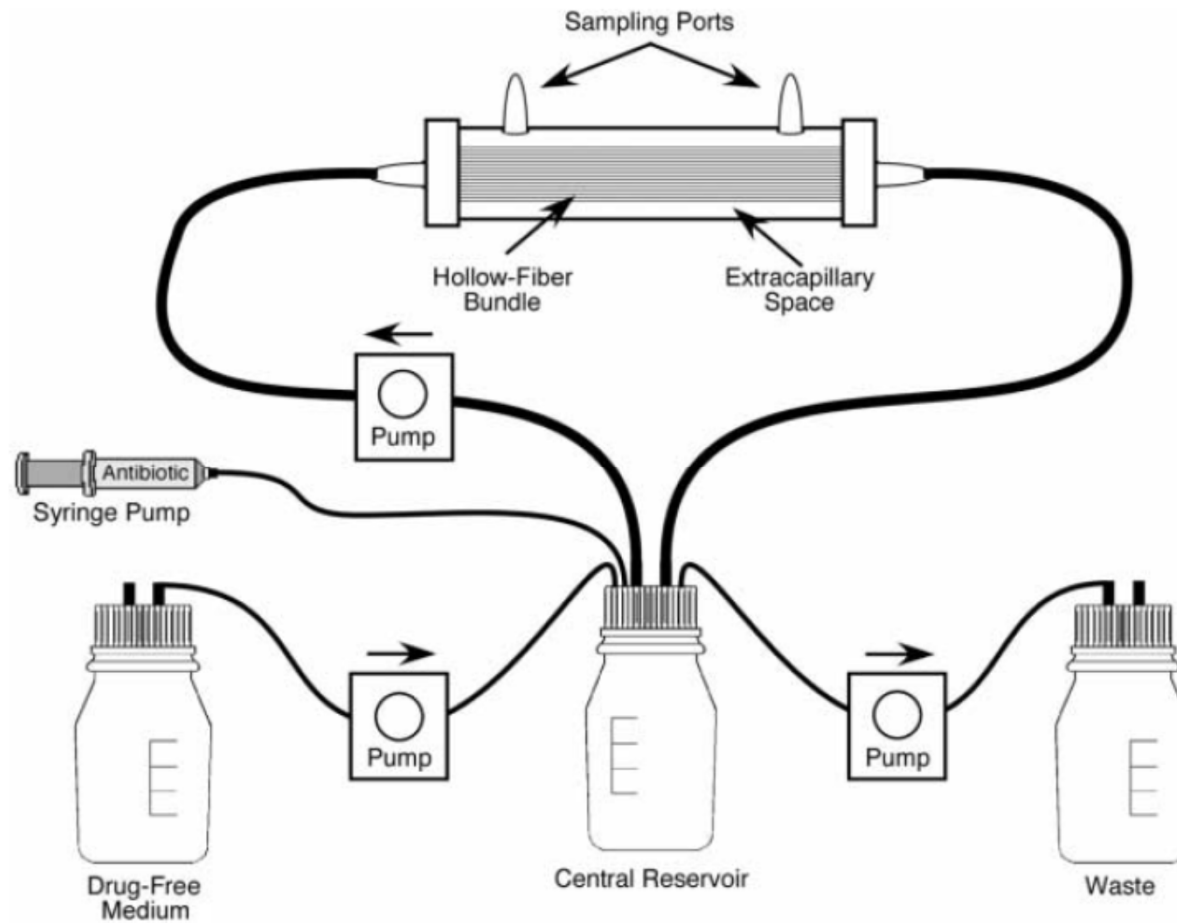 Sampling Ports
Hollow-Fiber
Bundle
Extracapillary
Space
Pump
Antibiotic
Syringe Pump
Pump
Pump
Drug-Free
Medium
Central Reservoir
Waste